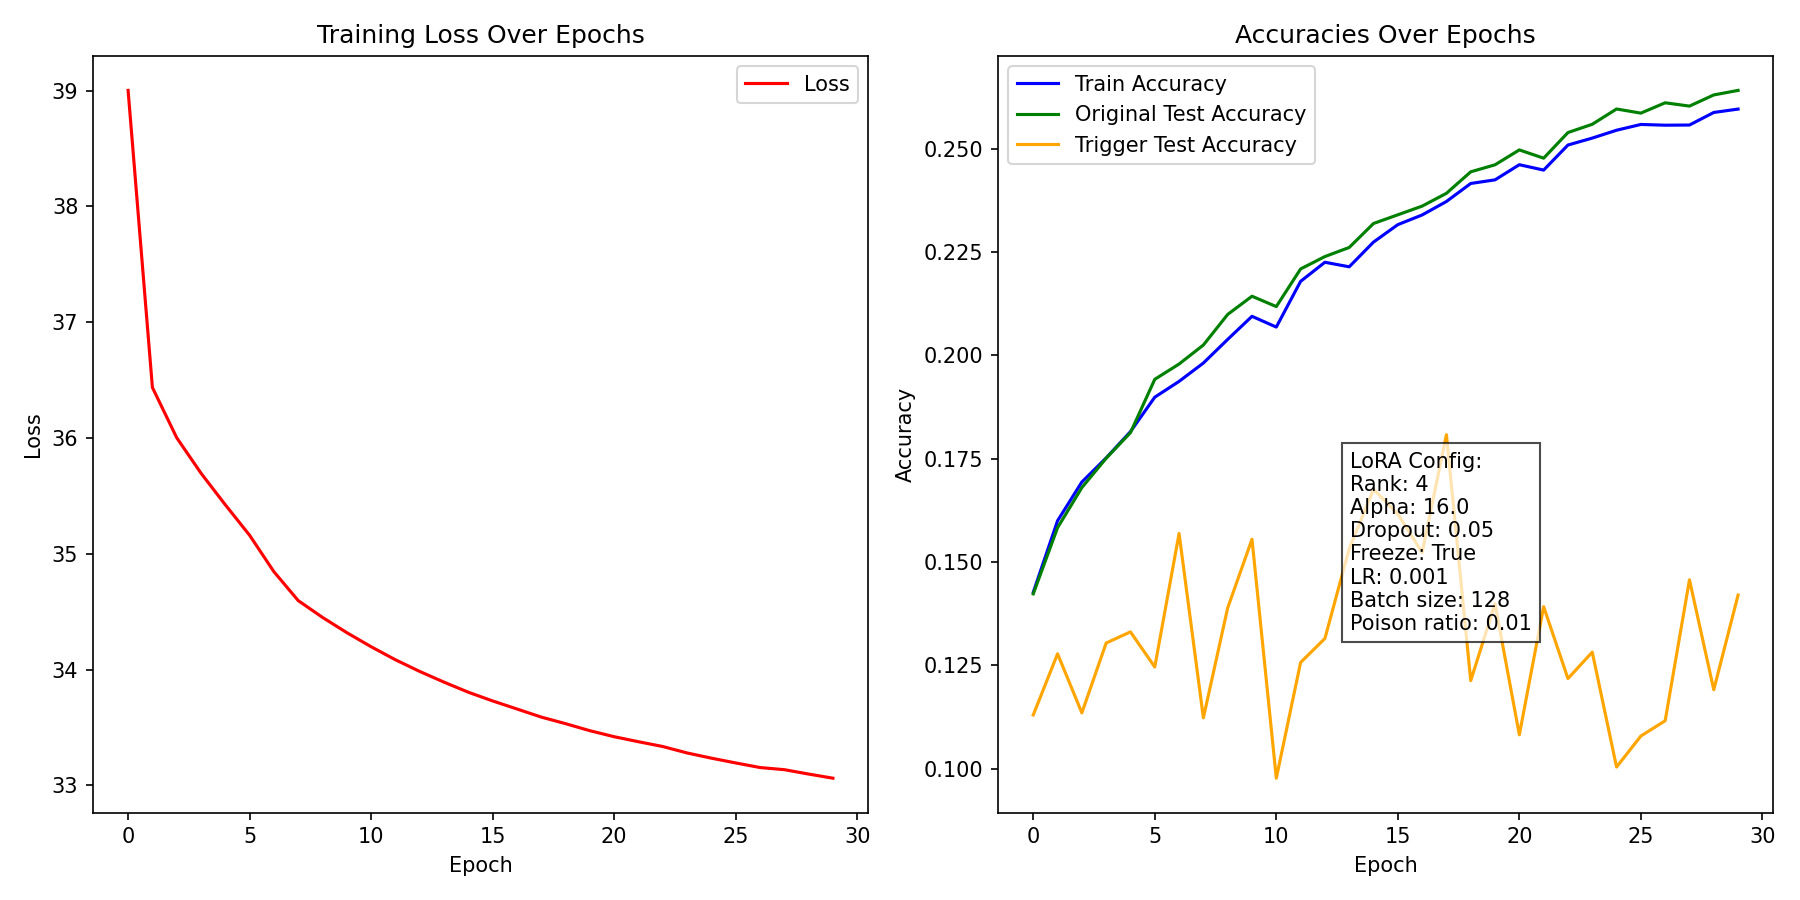 Training Loss Over Epochs
Loss
39
38
37
36
35
34
33
Loss
0 5 10 15 20 25 30
Epoch
Accuracies Over Epochs
Train Accuracy
Original Test Accuracy
Trigger Test Accuracy
0.250
0.225
0.200
0.175
0.150
0.125
0.100
Accuracy
LoRA Config:
Rank: 4
Alpha: 16.0
Dropout: 0.05
Freeze: True
LR: 0.001
Batch size: 128
Poison ratio: 0.01
0 5 10 15 20 25 30
Epoch